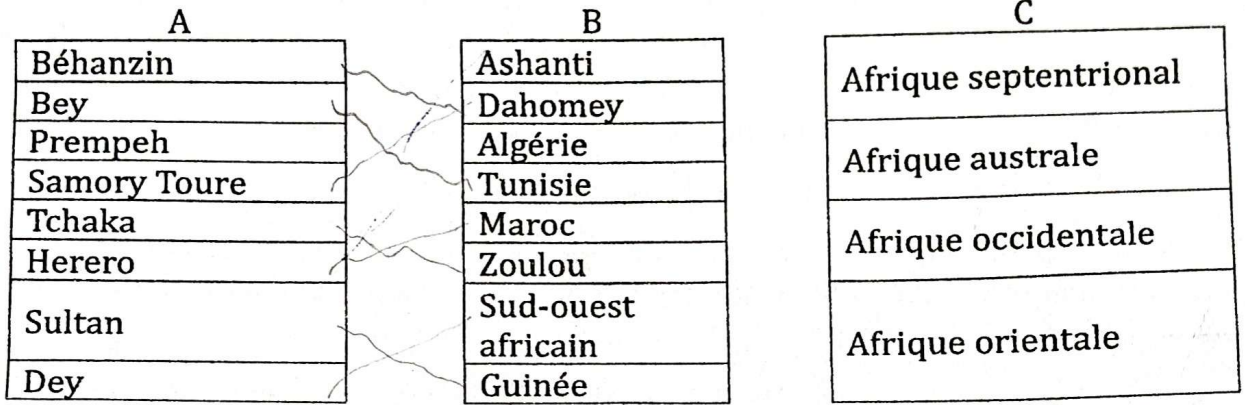 A
Béhanzin
Bey
Prempeh
Samory Toure
Tchaka
Herero
Sultan
Dey
B
Ashanti
Dahomey
Algérie
Tunisie
Maroc
Zoulou
Sud-ouest
africain
Guinée
C
Afrique septentrional
Afrique australe
Afrique occidentale
Afrique orientale